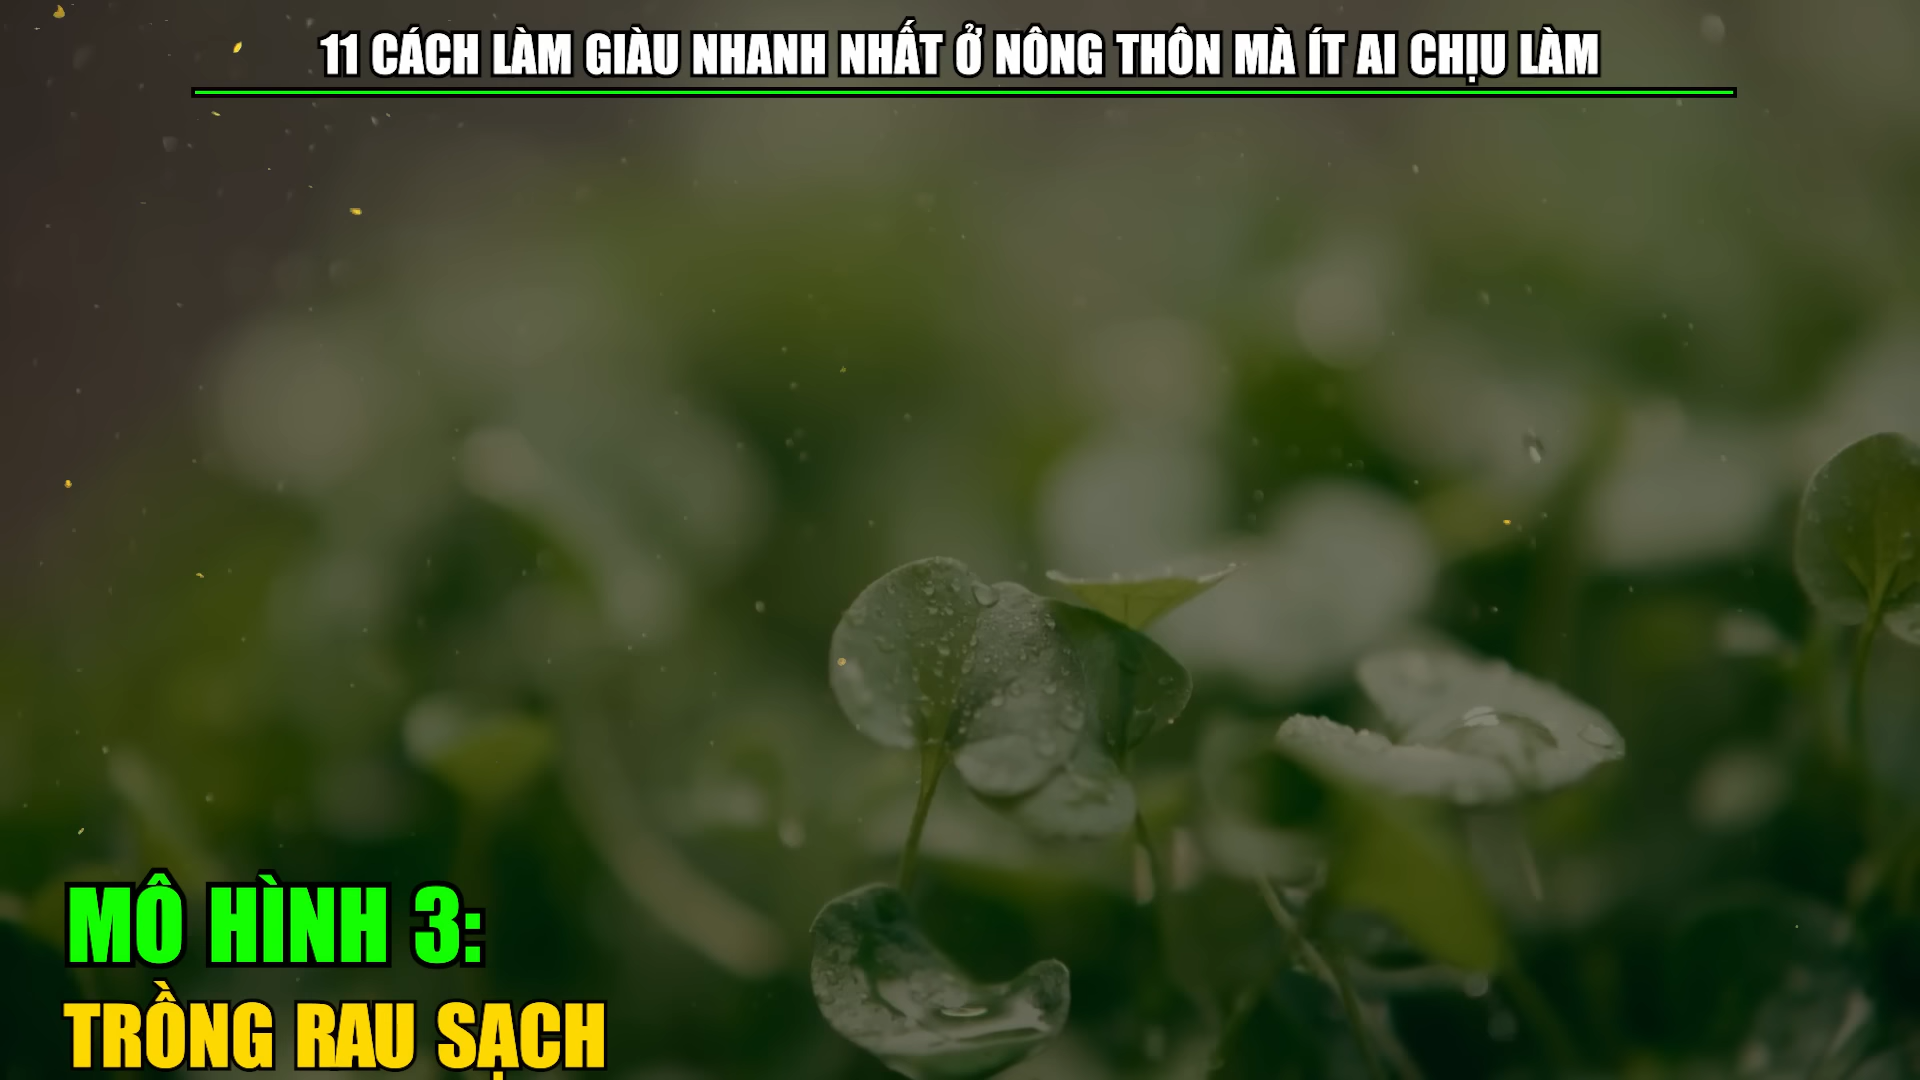 11 CÁCH LÀM GIÀU NHANH NHẤT Ở NÔNG THÔN MÀ ÍT AI CHỊU LÀM
MÔ HÌNH 3:
TRỒNG RAU SẠCH